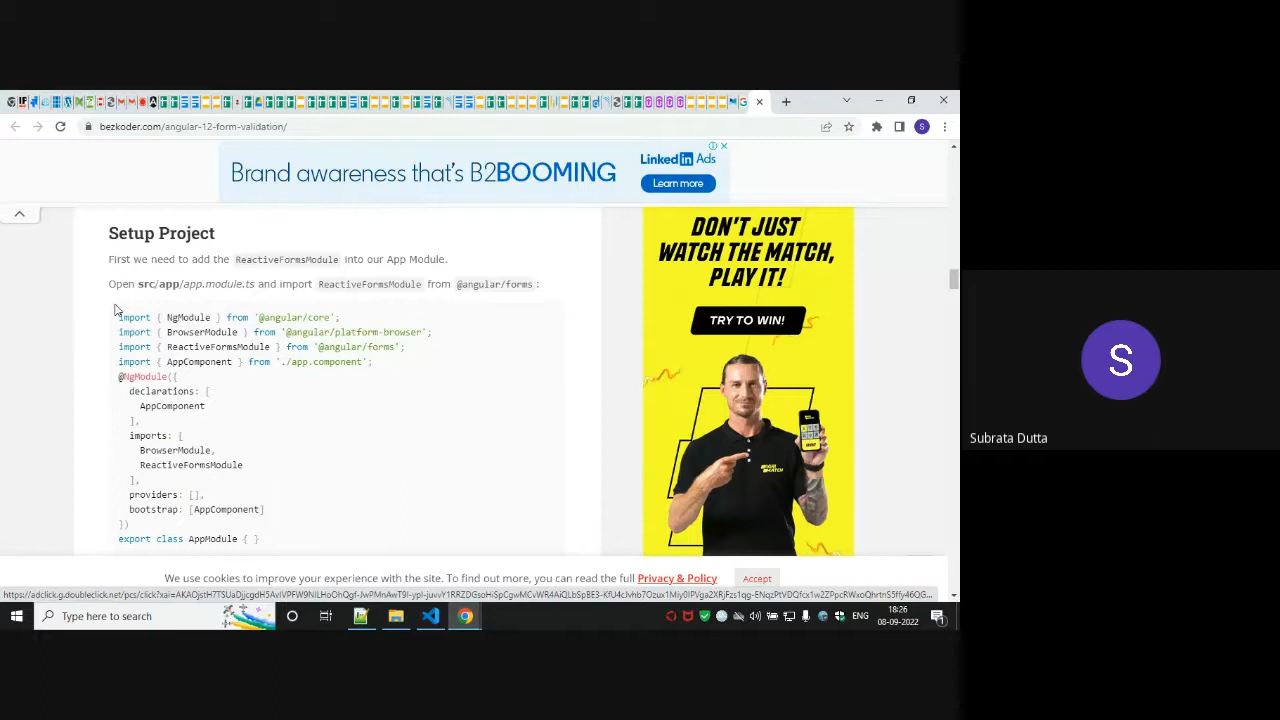 bezkoder.com/angular-12-form-validation/
S
Brand awareness that's B2BOOMING
Linked in Ads
Learn more
Setup Project
First we need to add the ReactiveFormsModule into our App Module.
Open src/app/app.module.ts and import ReactiveFormsModule from @angular/forms :
import { NgModule } from '@angular/core';
import { BrowserModule } from '@angular/platform-browser';
import { ReactiveFormsModule } from '@angular/forms";
import { AppComponent } from './app.component';
@NgModule({
declarations: [
AppComponent
],
imports: [
BrowserModule,
ReactiveFormsModule
],
providers: [],
bootstrap: [AppComponent]
})
export class AppModule { }
DON'T JUST
WATCH THE MATCH,
PLAY IT!
TRY TO WIN!
We use cookies to improve your experience with the site. To find out more, you can read the full Privacy & Policy
Accept
Type here to search
ENG
18:26
08-09-2022
S
Subrata Dutta